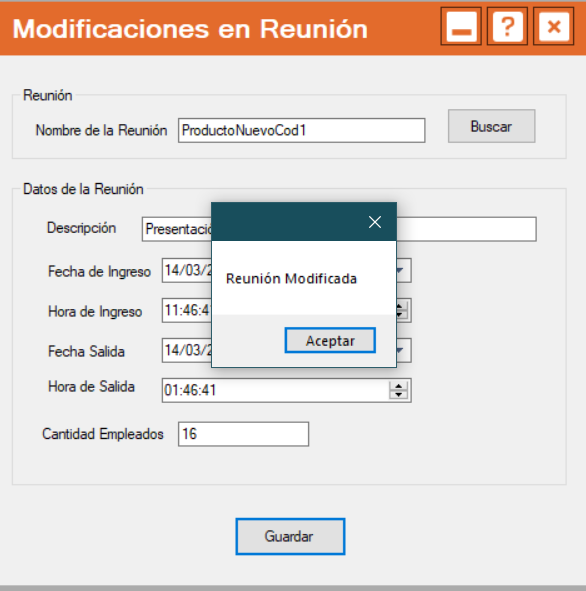 Modificaciones en Reunión
?
Reunión
Nombre de la Reunión ProductoNuevoCod1 Buscar
Datos de la Reunión
Descripción
Fecha de Ingreso 14/03/2
Hora de Ingreso 11:46:4
Fecha Salida 14/03/2
Hora de Salida 01:46:41
Cantidad Empleados 16
Guardar
Reunión Modificada
Aceptar